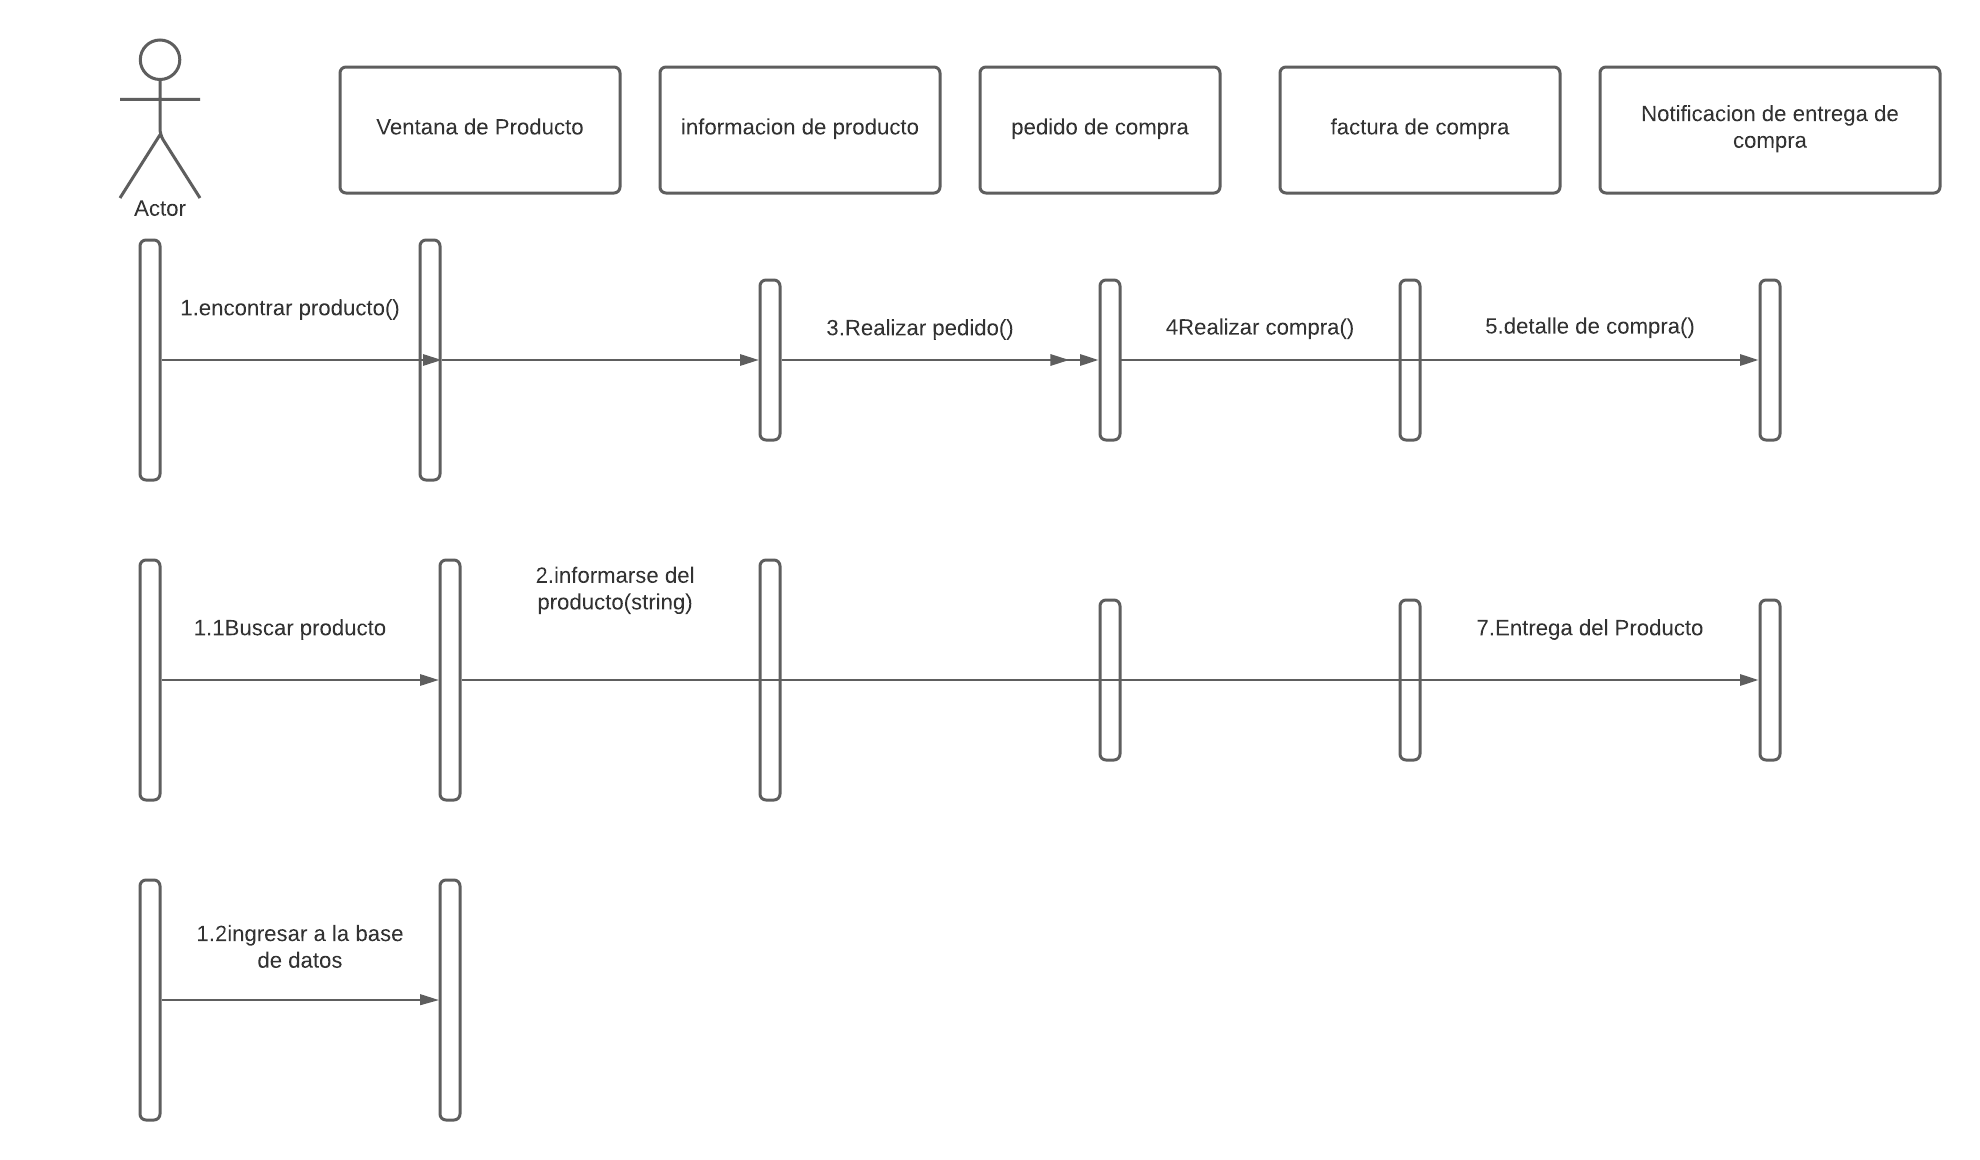 Actor
Ventana de Producto
informacion de producto
pedido de compra
factura de compra
Notificacion de entrega de
compra
1.encontrar producto()
3.Realizar pedido()
4Realizar compra()
5.detalle de compra()
1.1Buscar producto
2.informarse del
producto(string)
7.Entrega del Producto
1.2ingresar a la base
de datos